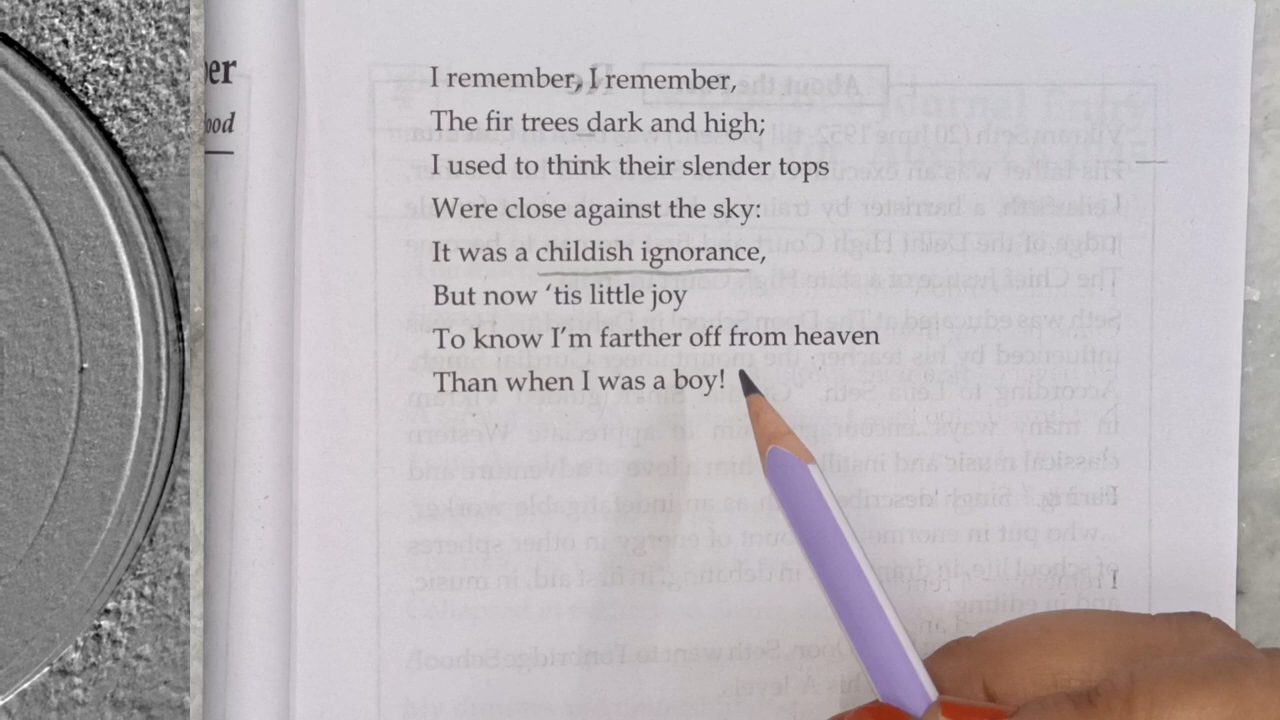 I remember, I remember,
The fir trees dark and high;
I used to think their slender tops
Were close against the sky:
It was a childish ignorance,
But now ‘tis little joy
To know I’m farther off from heaven
Than when I was a boy!